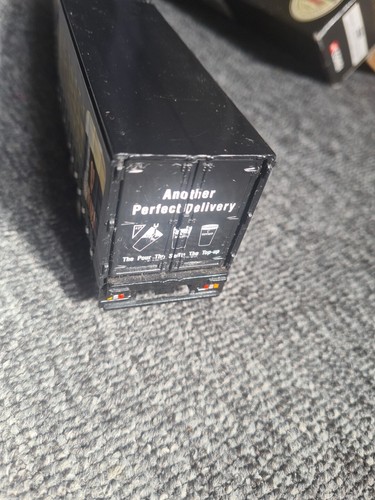 Another
Perfect Delivery
The Pour The Settle The Top-up